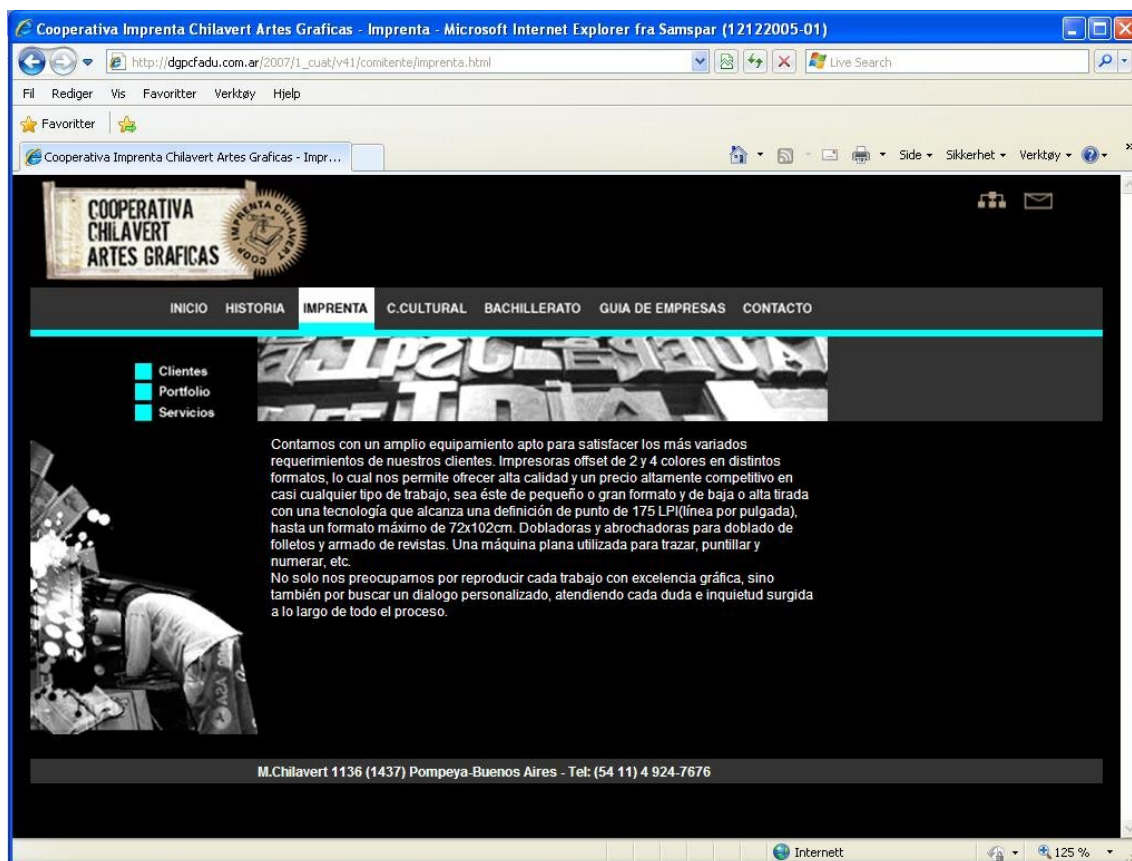 Cooperativa Imprenta Chilavert Artes Graficas - Imprenta - Microsoft Internet Explorer fra Samspar (12122005-01)
http://dgpcfadu.com.ar/2007/1_cuat/v41/comitente/imprenta.html
Live Search
Fil Rediger Vis Favoritter Verktøy Hjelp
Favoritter
Cooperativa Imprenta Chilavert Artes Graficas - Impr...
Side Sikkerhet Verktøy
COOPERATIVA
CHILAVERT
ARTES GRAFICAS
COOP. IMPRENTA CHILAVERT
INICIO HISTORIA IMPRENTA C.CULTURAL BACHILLERATO GUIA DE EMPRESAS CONTACTO
Clientes
Portfolio
Servicios
Contamos con un amplio equipamiento apto para satisfacer los más variados
requerimientos de nuestros clientes. Impresoras offset de 2 y 4 colores en distintos
formatos, lo cual nos permite ofrecer alta calidad y un precio altamente competitivo en
casi cualquier tipo de trabajo, sea éste de pequeño o gran formato y de baja o alta tirada
con una tecnología que alcanza una definición de punto de 175 LPI(línea por pulgada),
hasta un formato máximo de 72x102cm. Dobladoras y abrochadoras para doblado de
folletos y armado de revistas. Una máquina plana utilizada para trazar, puntillar y
numerar, etc.
No solo nos preocupamos por reproducir cada trabajo con excelencia gráfica, sino
también por buscar un dialogo personalizado, atendiendo cada duda e inquietud surgida
a lo largo de todo el proceso.
M.Chilavert 1136 (1437) Pompeya-Buenos Aires - Tel: (54 11) 4 924-7676
Internett
125 %